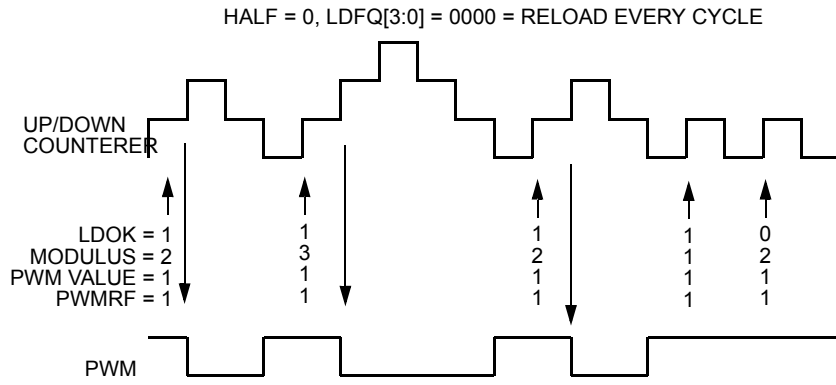 HALF = 0, LDFQ[3:0] = 0000 = RELOAD EVERY CYCLE
UP/DOWN
COUNTERER
LDOK = 1 1 1 1 0
MODULUS = 2 3 2 1 2
PWM VALUE = 1 1 1 1 1
PWMRF = 1 1 1 1 1
PWM